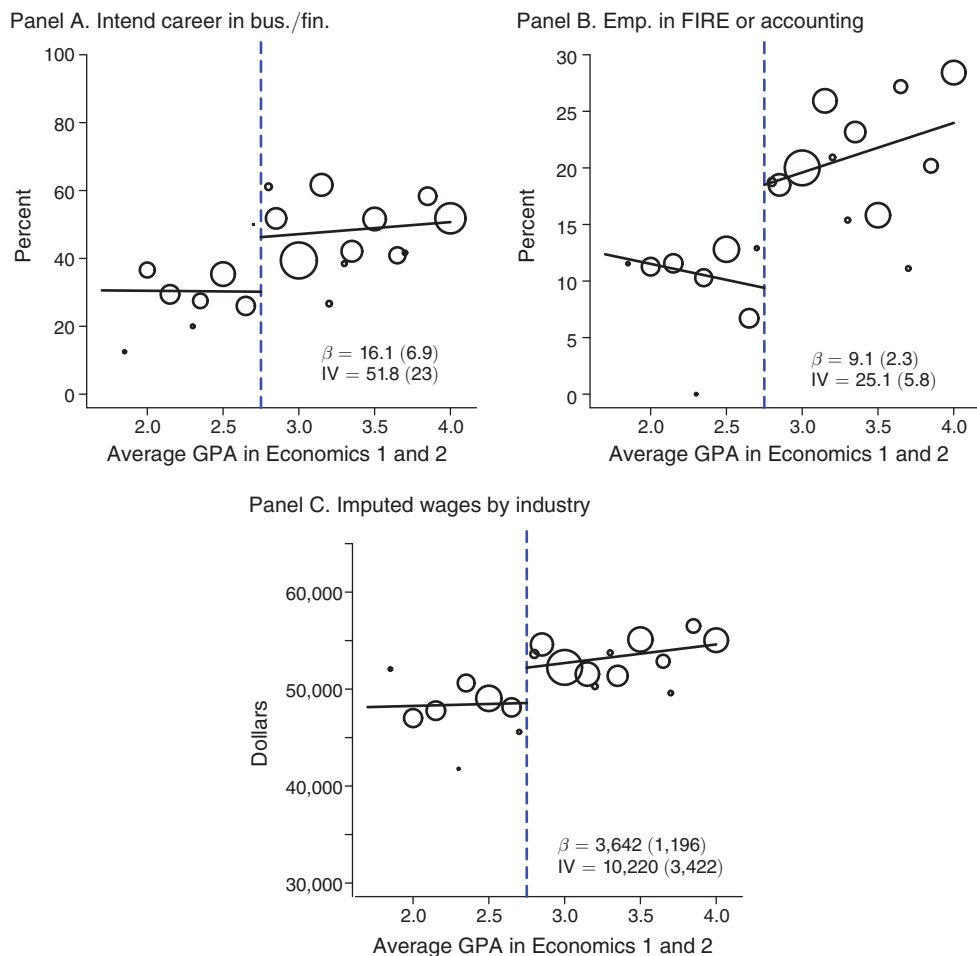 Panel A. Intend career in bus./fin.
100
80
60
40
20
0
Percent
β = 16.1 (6.9)
IV = 51.8 (23)
2.0 2.5 3.0 3.5 4.0
Average GPA in Economics 1 and 2
Panel B. Emp. in FIRE or accounting
30
25
20
15
10
5
0
Percent
β = 9.1 (2.3)
IV = 25.1 (5.8)
2.0 2.5 3.0 3.5 4.0
Average GPA in Economics 1 and 2
Panel C. Imputed wages by industry
60,000
50,000
40,000
30,000
Dollars
β = 3,642 (1,196)
IV = 10,220 (3,422)
2.0 2.5 3.0 3.5 4.0
Average GPA in Economics 1 and 2